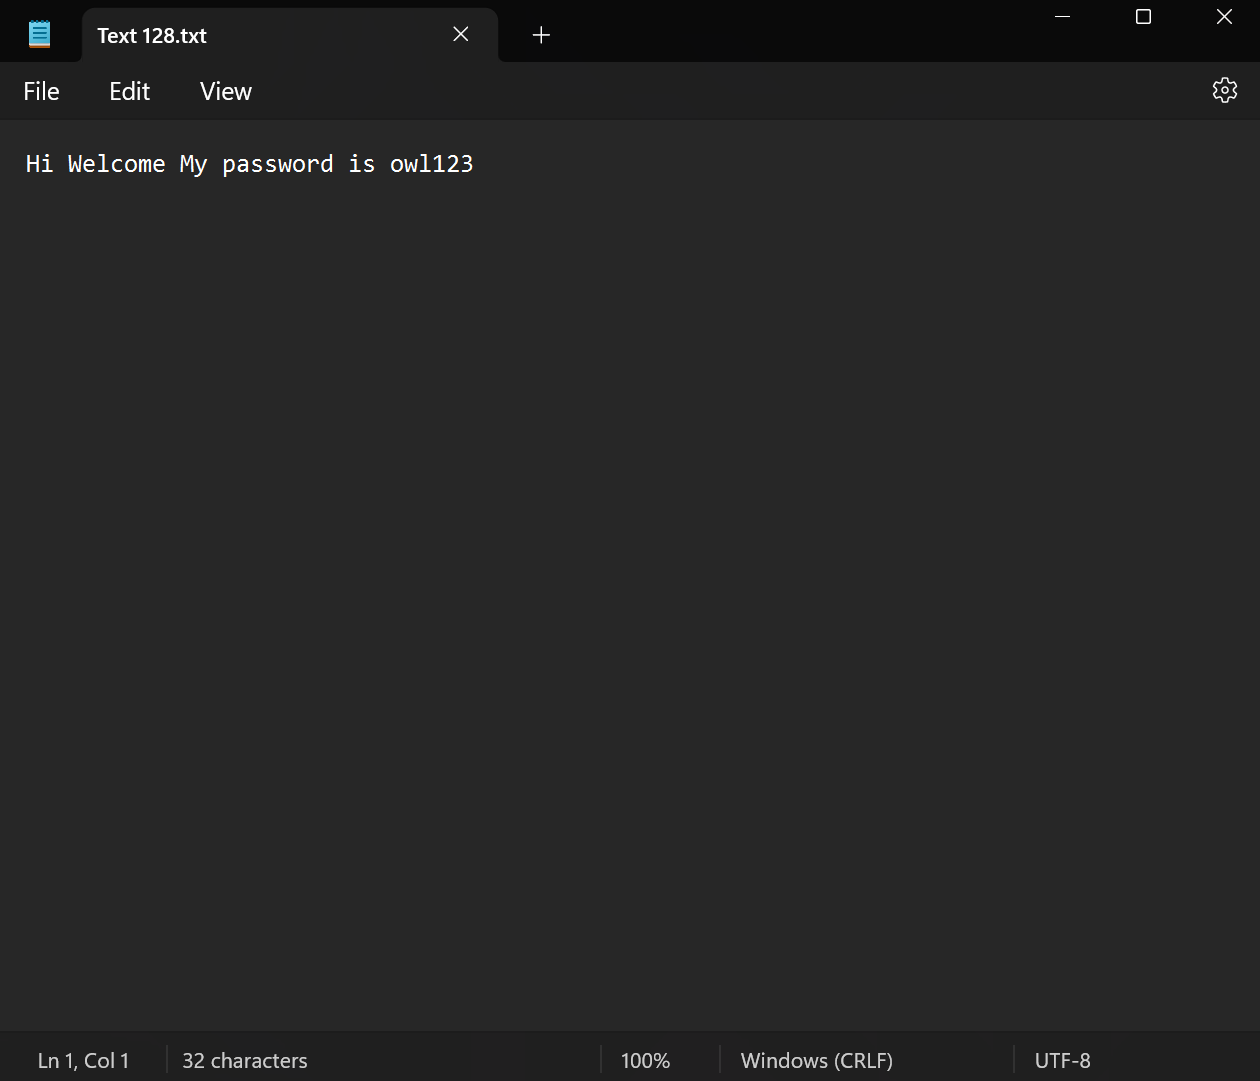 Text 128.txt
File Edit View
Hi Welcome My password is owl123
Ln 1, Col 1 32 characters 100% Windows (CRLF) UTF-8